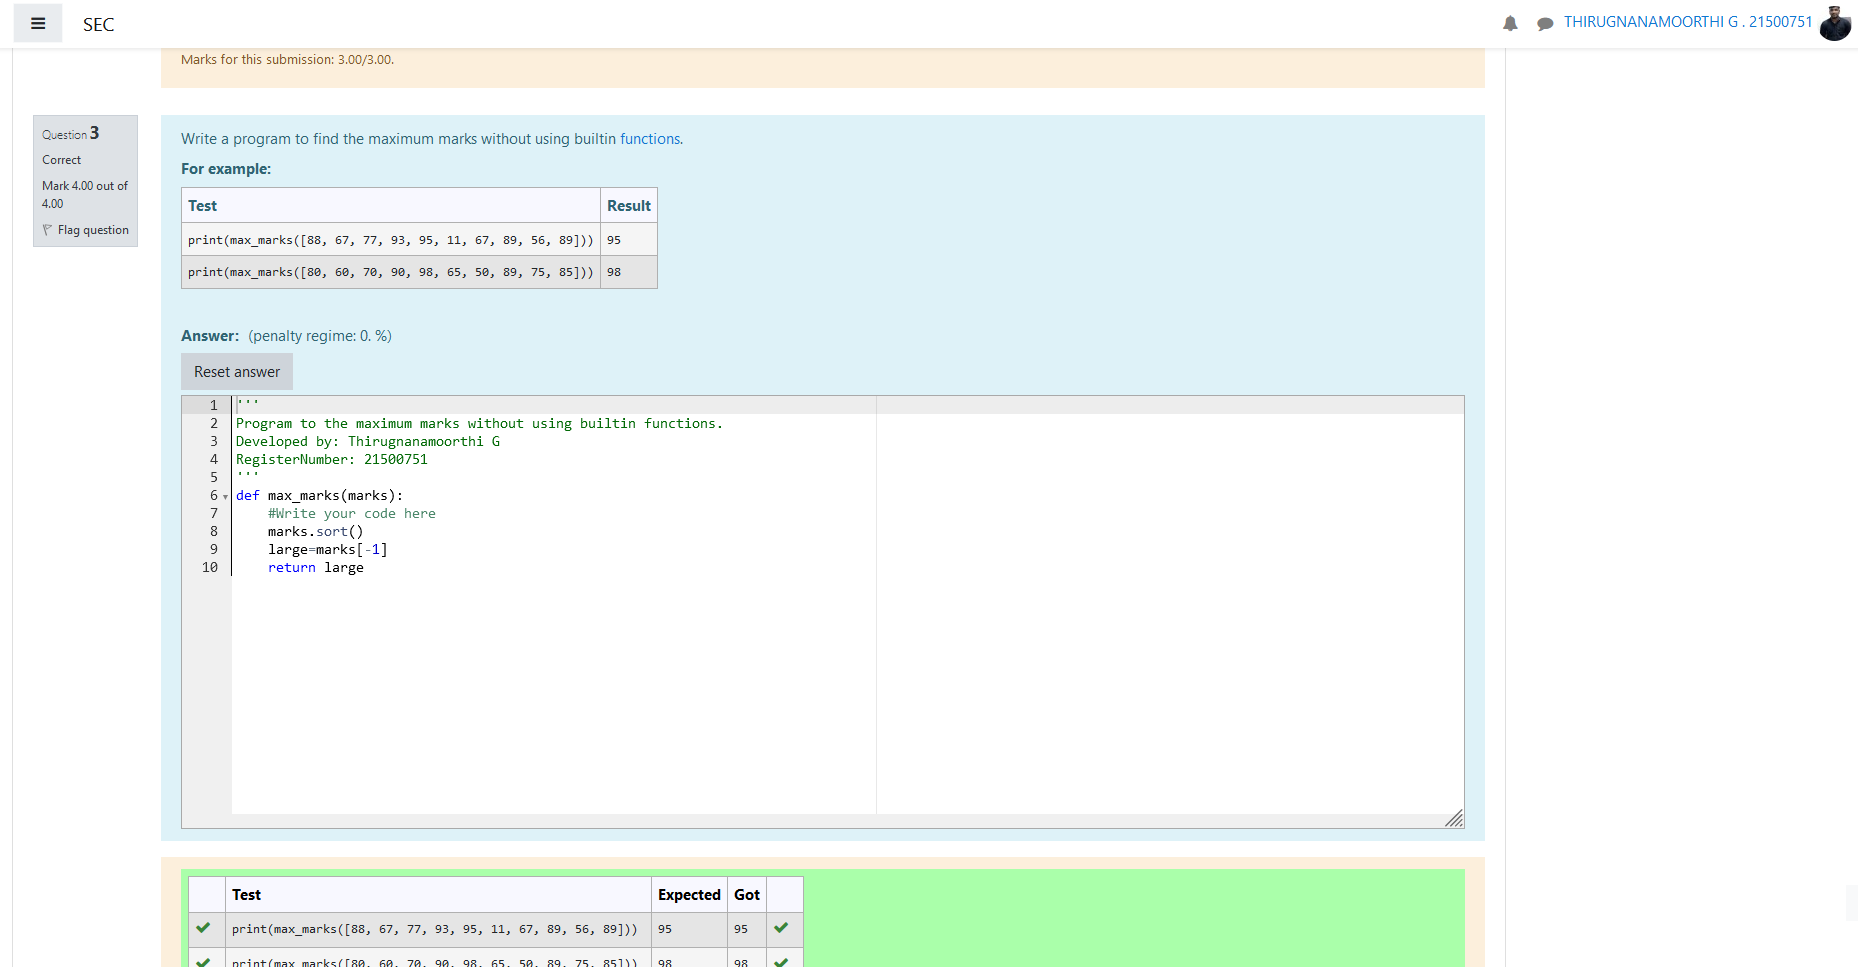 SEC
THIRUGNANAMOORTHI G . 21500751
Marks for this submission: 3.00/3.00.
Question 3
Correct
Mark 4.00 out of
4.00
Flag question
Write a program to find the maximum marks without using builtin functions.
For example:
Test Result
print(max_marks([88, 67, 77, 93, 95, 11, 67, 89, 56, 89])) 95
print(max_marks([80, 60, 70, 90, 98, 65, 50, 89, 75, 85])) 98
Answer: (penalty regime: 0. %)
Reset answer
1 '''
2 Program to the maximum marks without using builtin functions.
3 Developed by: Thirugnanamoorthi G
4 RegisterNumber: 21500751
5 '''
6 def max_marks(marks):
7     #Write your code here
8     marks.sort()
9     large=marks[-1]
10     return large
Test Expected Got
print(max_marks([88, 67, 77, 93, 95, 11, 67, 89, 56, 89])) 95 95
print(max_marks([80, 60, 70, 90, 98, 65, 50, 89, 75, 85])) 98 98